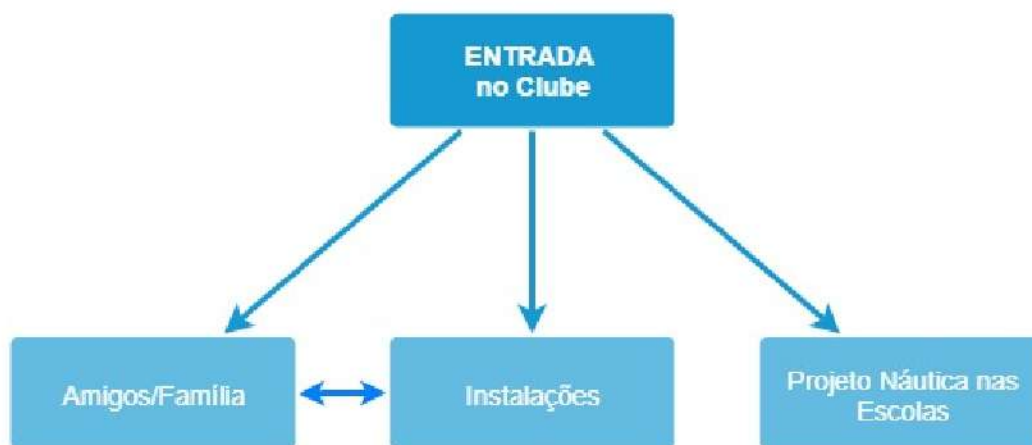 ENTRADA
no Clube
Amigos/Família
Instalações
Projeto Náutica nas
Escolas